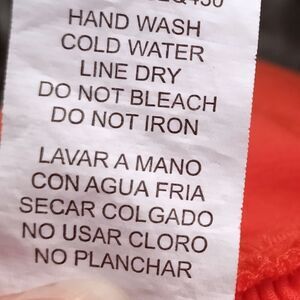 HAND WASH
COLD WATER
LINE DRY
DO NOT BLEACH
DO NOT IRON
LAVAR A MANO
CON AGUA FRIA
SECAR COLGADO
NO USAR CLORO
NO PLANCHAR